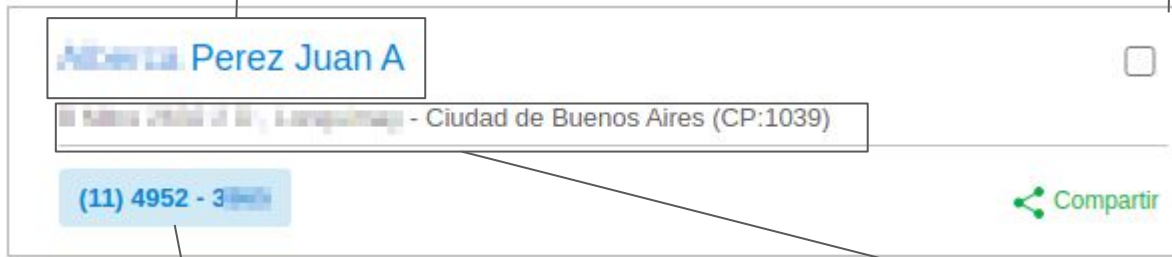 Perez Juan A
- Ciudad de Buenos Aires (CP:1039)
(11) 4952 - 3
Compartir